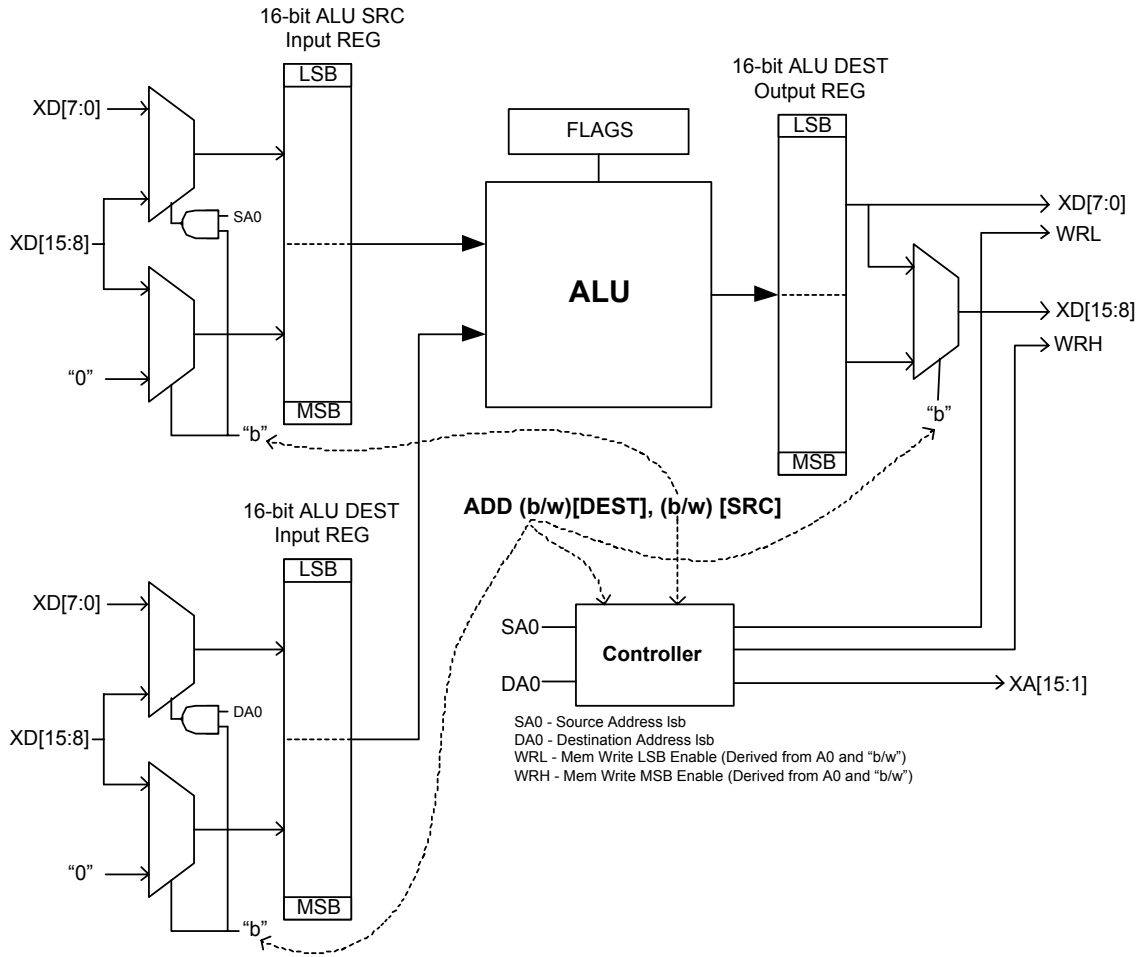 16-bit ALU SRC
Input REG
LSB
XD[7:0]
SA0
XD[15:8]
“0”
MSB
“b”
FLAGS
ALU
16-bit ALU DEST
Output REG
LSB
XD[7:0]
WRL
XD[15:8]
WRH
“b”
MSB
ADD (b/w)[DEST], (b/w) [SRC]
16-bit ALU DEST
Input REG
LSB
XD[7:0]
DA0
XD[15:8]
“0”
MSB
“b”
SA0
DA0
Controller
XA[15:1]
SA0 - Source Address lsb
DA0 - Destination Address lsb
WRL - Mem Write LSB Enable (Derived from A0 and “b/w”)
WRH - Mem Write MSB Enable (Derived from A0 and “b/w”)